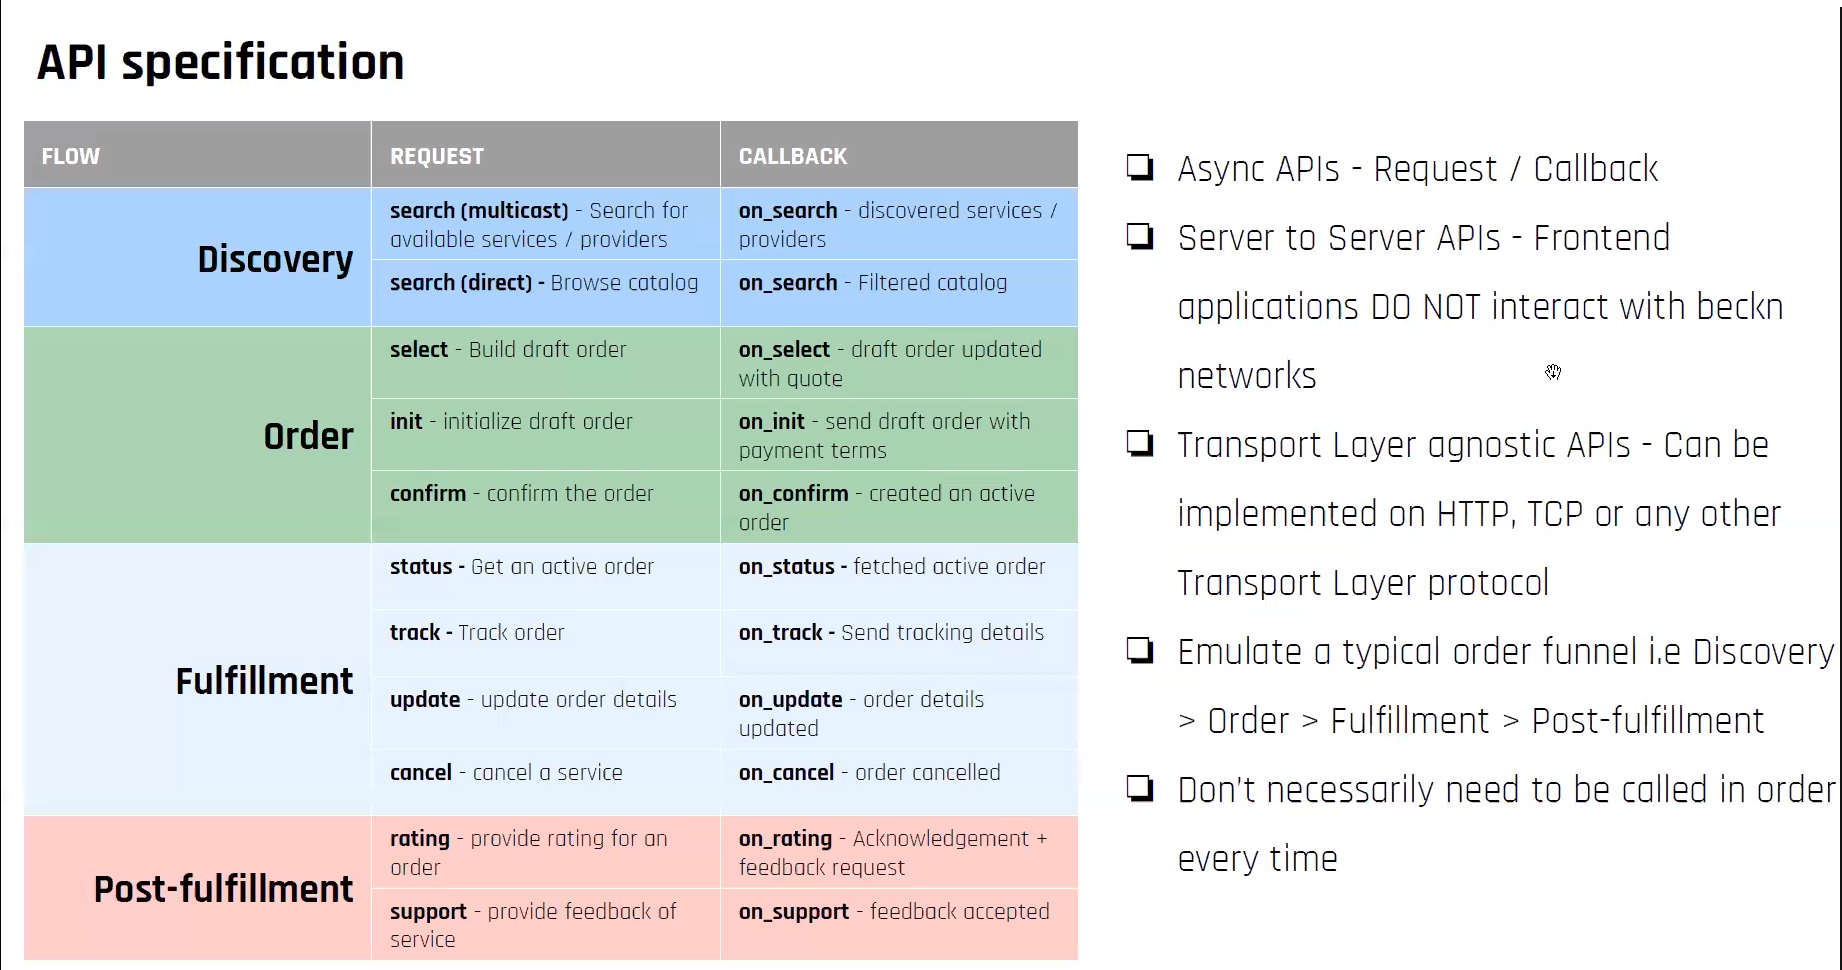 API specification
FLOW
REQUEST
CALLBACK
Discovery
search (multicast) - Search for
available services / providers
on_search - discovered services /
providers
search (direct) - Browse catalog
on_search - Filtered catalog
Order
select - Build draft order
on_select - draft order updated
with quote
init - initialize draft order
on_init - send draft order with
payment terms
confirm - confirm the order
on_confirm - created an active
order
Fulfillment
status - Get an active order
on_status - fetched active order
track - Track order
on_track - Send tracking details
update - update order details
on_update - order details
updated
cancel - cancel a service
on_cancel - order cancelled
Post-fulfillment
rating - provide rating for an
order
on_rating - Acknowledgement +
feedback request
support - provide feedback of
service
on_support - feedback accepted
❏ Async APIs - Request / Callback
❏ Server to Server APIs - Frontend
applications DO NOT interact with beckn
networks
❏ Transport Layer agnostic APIs - Can be
implemented on HTTP, TCP or any other
Transport Layer protocol
❏ Emulate a typical order funnel i.e Discovery
> Order > Fulfillment > Post-fulfillment
❏ Don't necessarily need to be called in order
every time